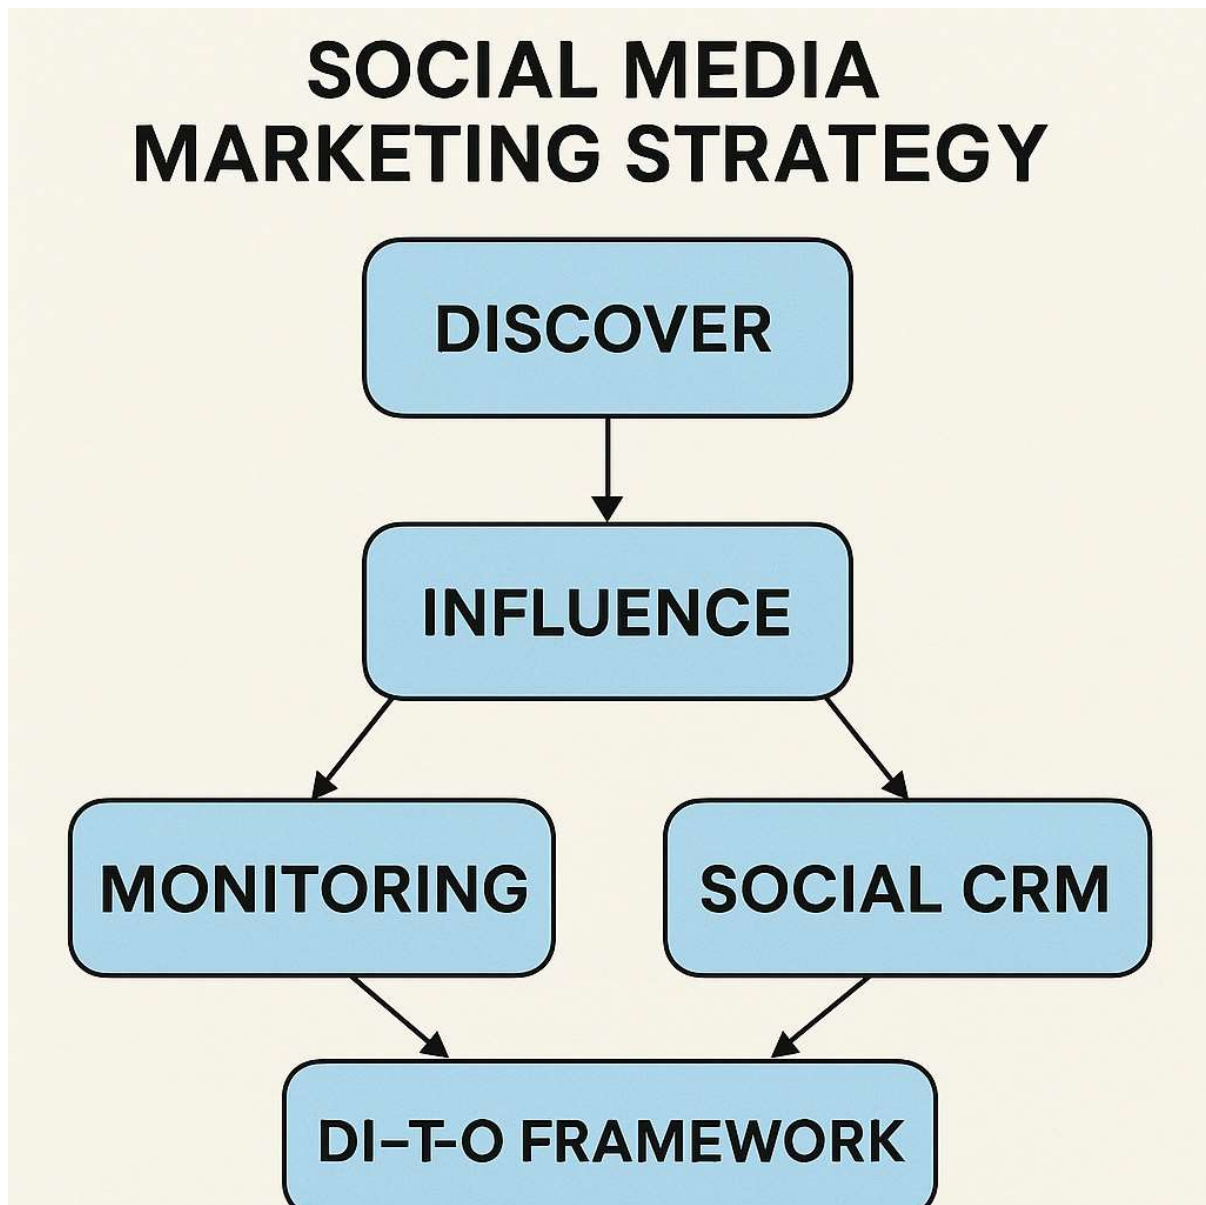 SOCIAL MEDIA
MARKETING STRATEGY
DISCOVER
INFLUENCE
MONITORING
SOCIAL CRM
DI–T-O FRAMEWORK